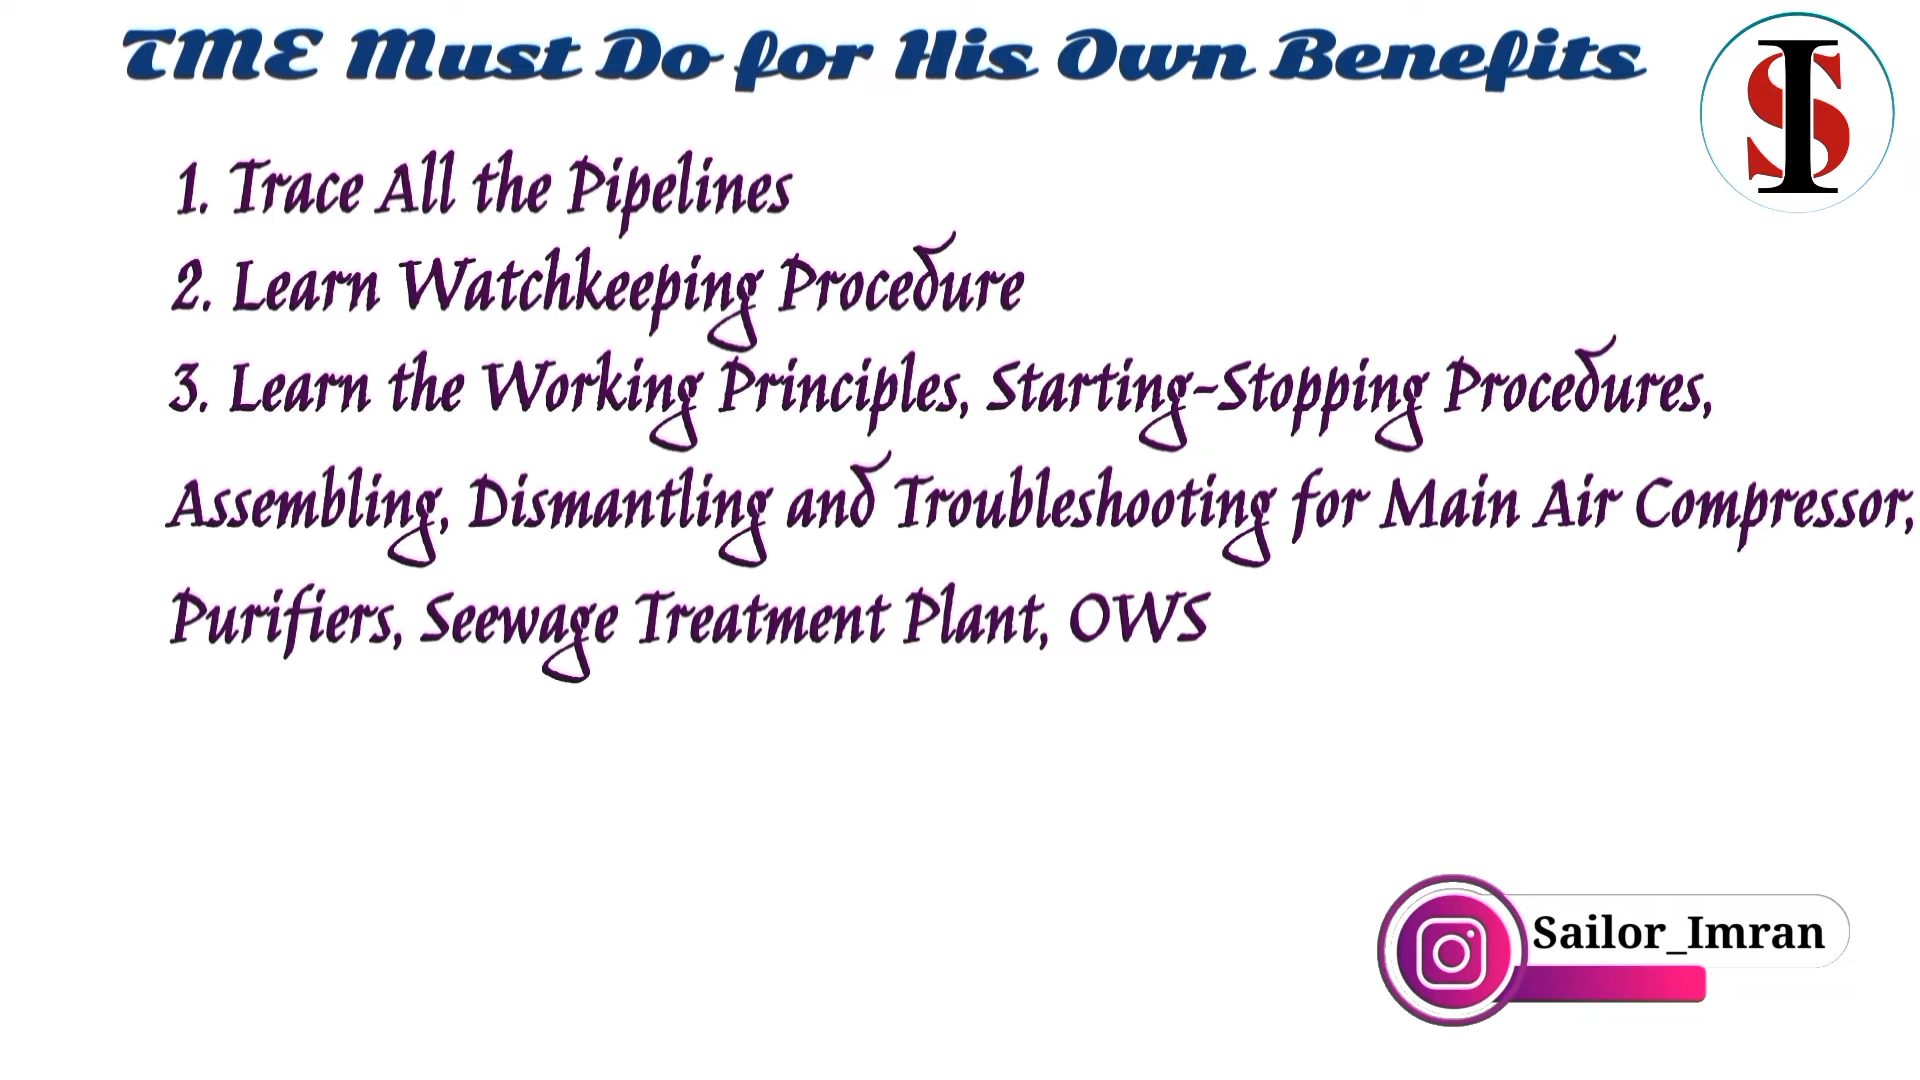 TME Must Do for His Own Benefits
SI
1. Trace All the Pipelines
2. Learn Watchkeeping Procedure
3. Learn the Working Principles, Starting-Stopping Procedures,
Assembling, Dismantling and Troubleshooting for Main Air Compressor,
Purifiers, Seewage Treatment Plant, OWS
Sailor_Imran